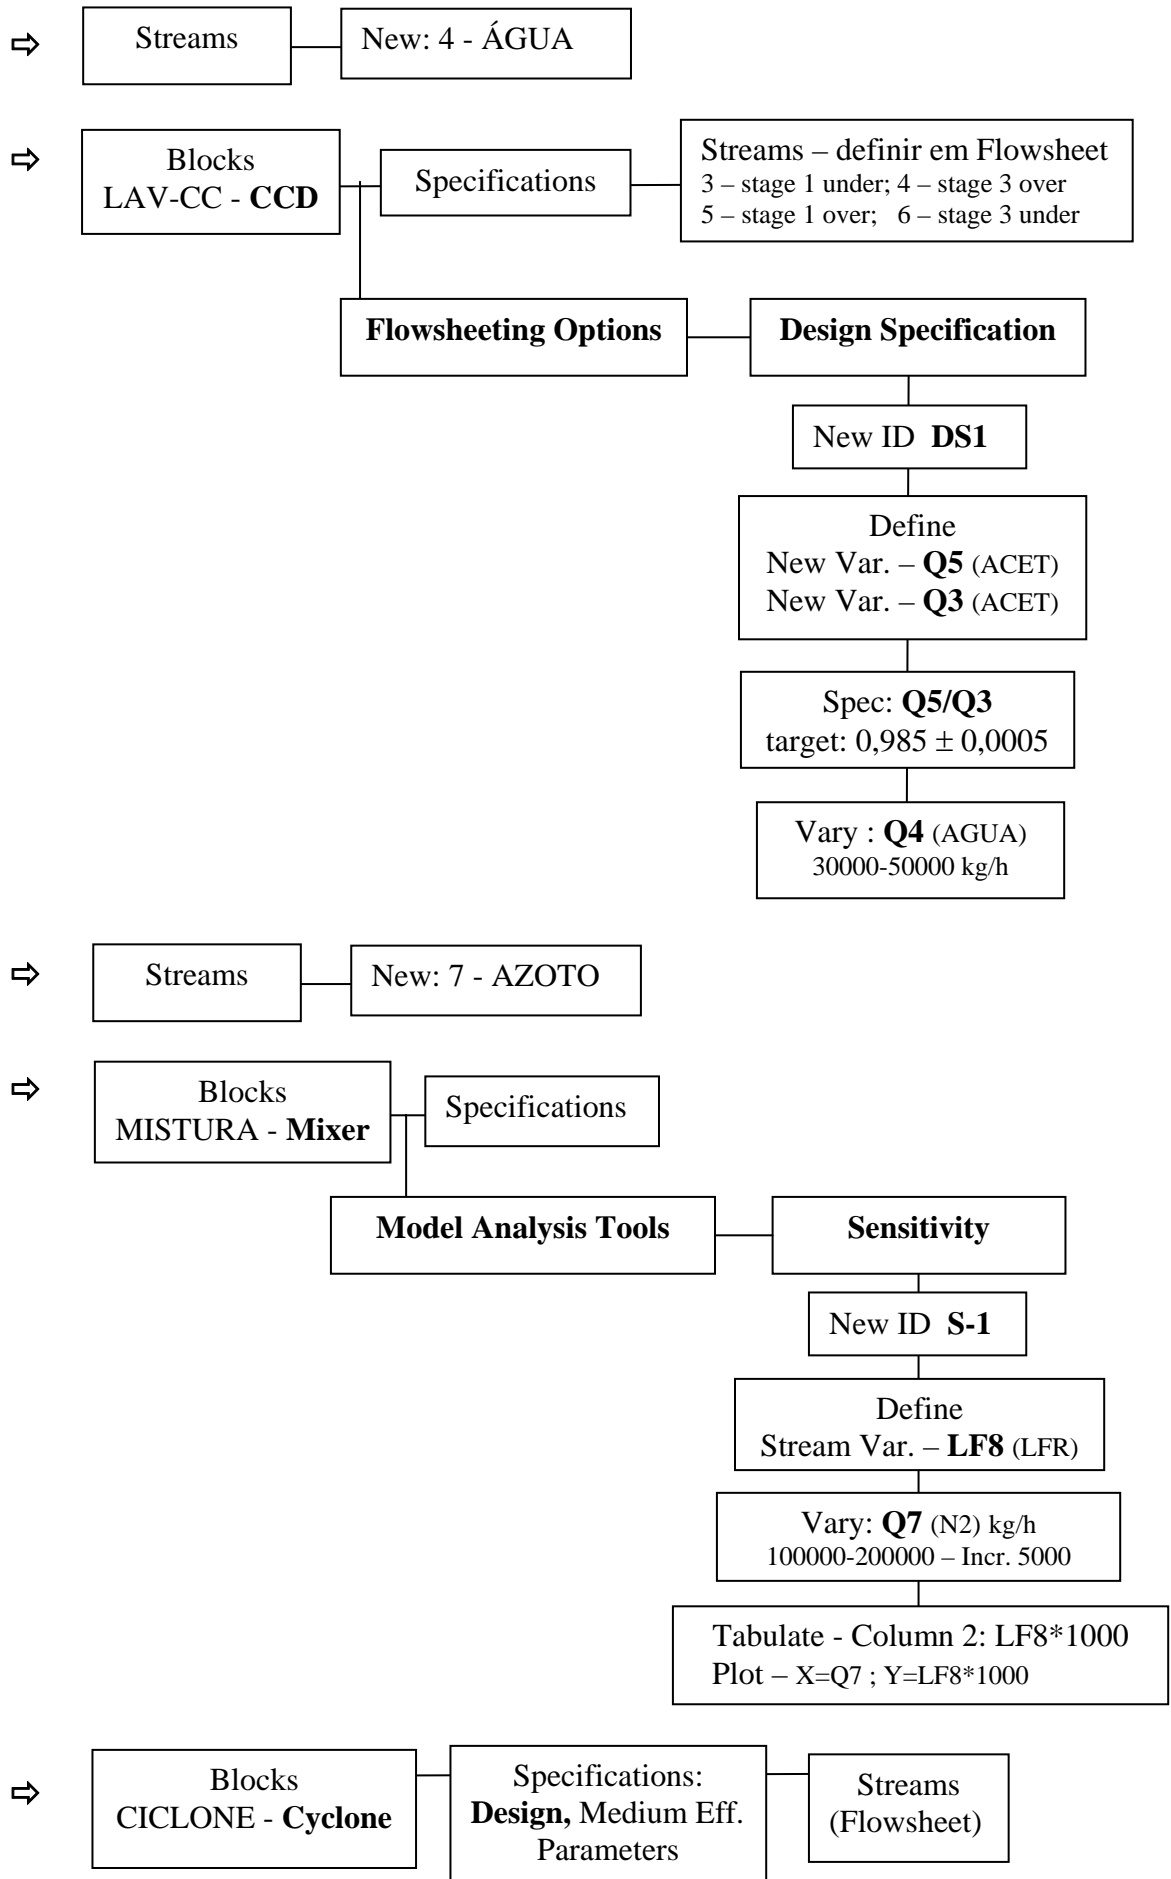 Streams
New: 4 - ÁGUA
Blocks
LAV-CC - CCD
Specifications
Streams – definir em Flowsheet
3 – stage 1 under; 4 – stage 3 over
5 – stage 1 over; 6 – stage 3 under
Flowsheeting Options
Design Specification
New ID DS1
Define
New Var. – Q5 (ACET)
New Var. – Q3 (ACET)
Spec: Q5/Q3
target: 0,985 ± 0,0005
Vary : Q4 (AGUA)
30000-50000 kg/h
Streams
New: 7 - AZOTO
Blocks
MISTURA - Mixer
Specifications
Model Analysis Tools
Sensitivity
New ID S-1
Define
Stream Var. – LF8 (LFR)
Vary: Q7 (N2) kg/h
100000-200000 – Incr. 5000
Tabulate - Column 2: LF8*1000
Plot – X=Q7 ; Y=LF8*1000
Blocks
CICLONE - Cyclone
Specifications:
Design, Medium Eff.
Parameters
Streams
(Flowsheet)